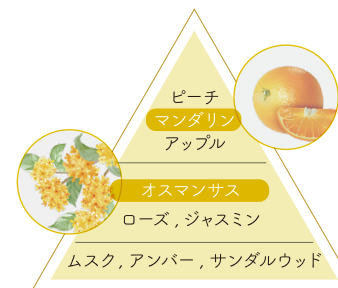 ピーチ
マンダリン
アップル
オスマンサス
ローズ , ジャスミン
ムスク , アンバー , サンダルウッド